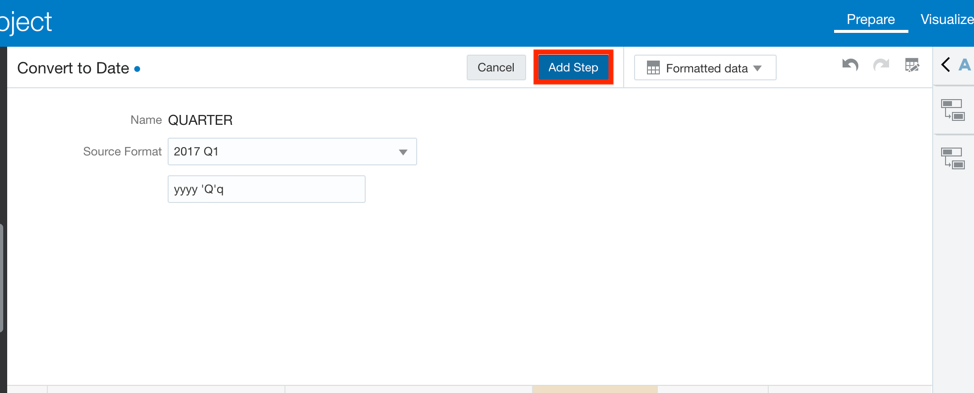 oject
Prepare Visualize
Convert to Date
Cancel Add Step Formatted data
A
Name QUARTER
Source Format 2017 Q1
yyyy 'Q'q